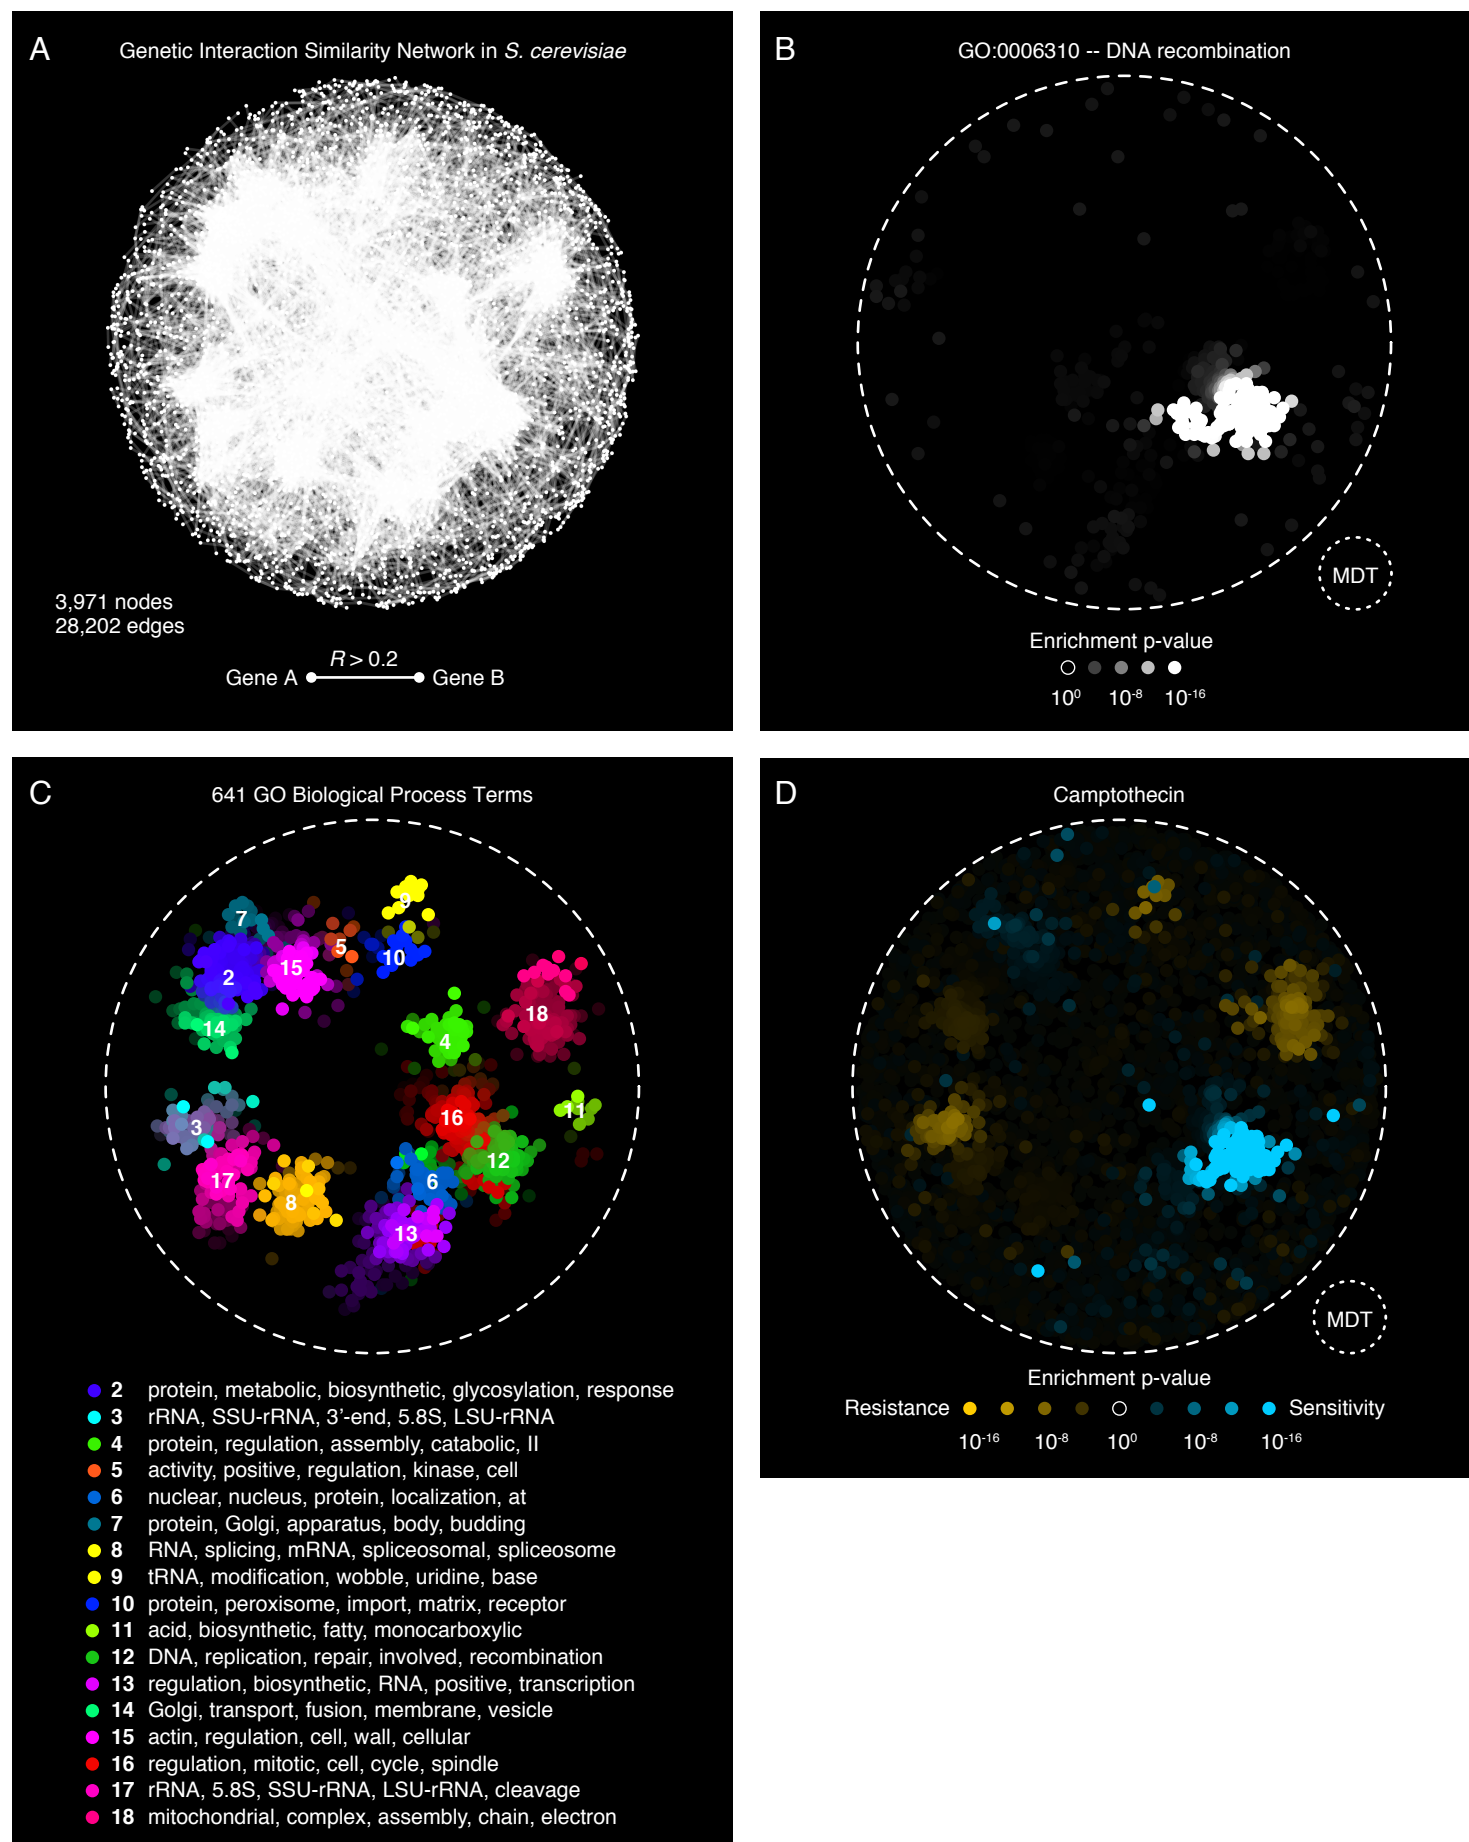 A
Genetic Interaction Similarity Network in S. cerevisiae
3,971 nodes
28,202 edges
R > 0.2
Gene A
Gene B
B
GO:0006310 -- DNA recombination
MDT
Enrichment p-value
10⁰ 10⁻⁸ 10⁻¹⁶
C
641 GO Biological Process Terms
9
7
5
10
15
2
18
14
4
11
16
3
12
17
6
8
13
2 protein, metabolic, biosynthetic, glycosylation, response
3 rRNA, SSU-rRNA, 3’-end, 5.8S, LSU-rRNA
4 protein, regulation, assembly, catabolic, II
5 activity, positive, regulation, kinase, cell
6 nuclear, nucleus, protein, localization, at
7 protein, Golgi, apparatus, body, budding
8 RNA, splicing, mRNA, spliceosomal, spliceosome
9 tRNA, modification, wobble, uridine, base
10 protein, peroxisome, import, matrix, receptor
11 acid, biosynthetic, fatty, monocarboxylic
12 DNA, replication, repair, involved, recombination
13 regulation, biosynthetic, RNA, positive, transcription
14 Golgi, transport, fusion, membrane, vesicle
15 actin, regulation, cell, wall, cellular
16 regulation, mitotic, cell, cycle, spindle
17 rRNA, 5.8S, SSU-rRNA, LSU-rRNA, cleavage
18 mitochondrial, complex, assembly, chain, electron
D
Camptothecin
MDT
Enrichment p-value
Resistance
Sensitivity
10⁻¹⁶ 10⁻⁸ 10⁰ 10⁻⁸ 10⁻¹⁶